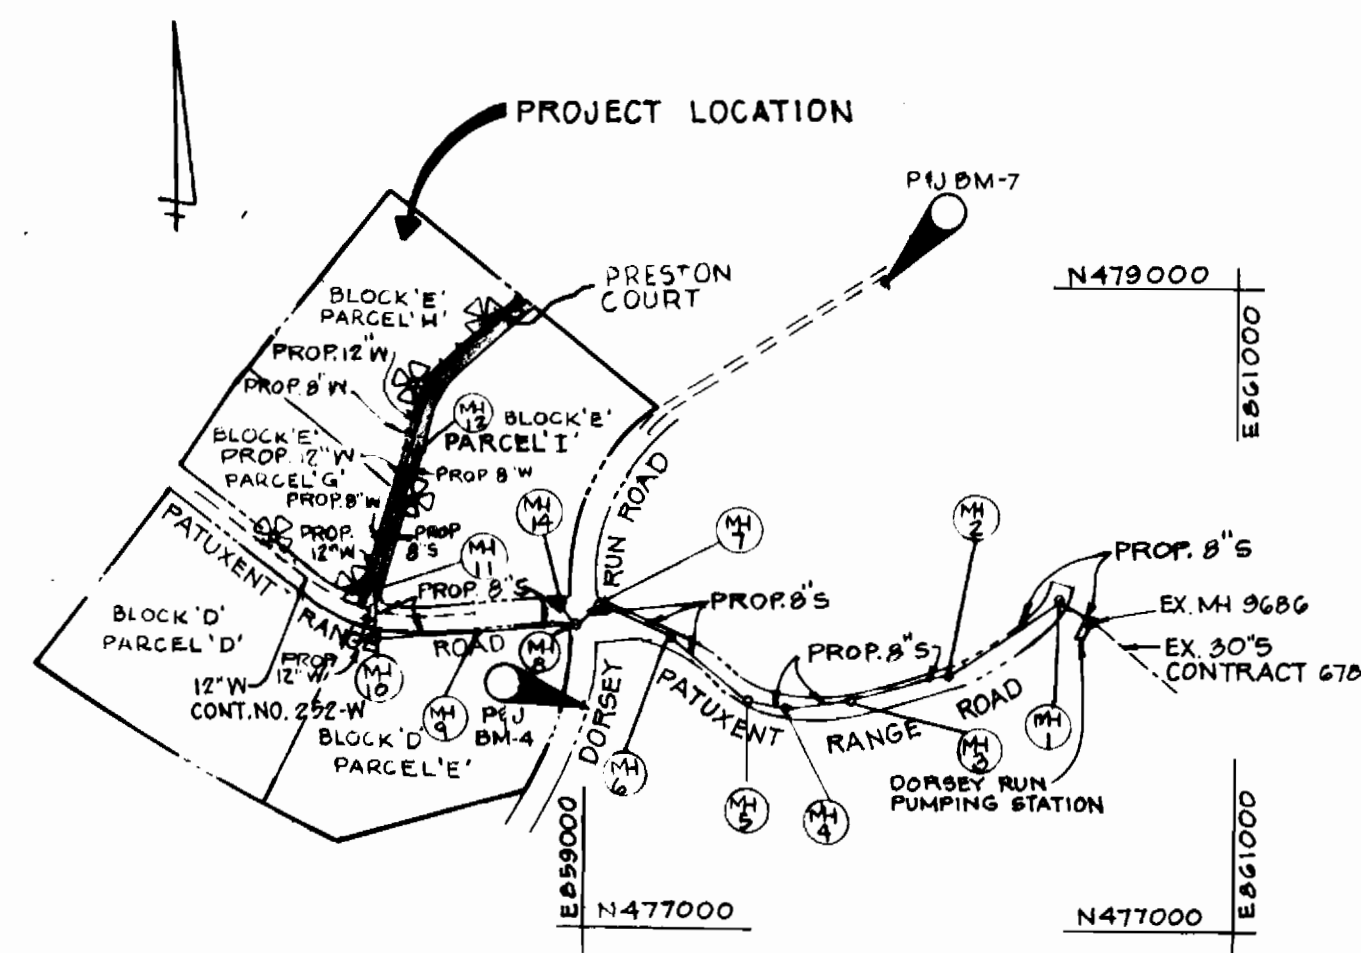 PROJECT LOCATION
P&J BM-7
N479000
E861000
PRESTON
COURT
BLOCK 'E'
PARCEL 'H'
PROP. 12"W
PROP. 8"W
MH
12
BLOCK 'E'
PARCEL 'I'
BLOCK 'E'
PROP. 12"W
PARCEL 'G'
PROP. 8"W
PROP 8"W
PROP.
12"W
PROP
8"S
MH
14
MH
11
RUN ROAD
MH
7
MH
2
PROP. 8"S
PATUXENT
RANGE
ROAD
PROP. 8"S
PROP. 8"S
EX. MH 9686
EX. 30"S
CONTRACT 678
BLOCK 'D'
PARCEL 'D'
PROP
12"W
12"W
CONT. NO. 252-W
MH
10
MH
9
MH
8
P&J
BM-4
BLOCK 'D'
PARCEL 'E'
DORSEY
PROP. 8"S
PATUXENT
RANGE
ROAD
MH
6
MH
5
MH
4
MH
3
MH
1
DORSEY RUN
PUMPING STATION
E859000
N477000
N477000
E861000